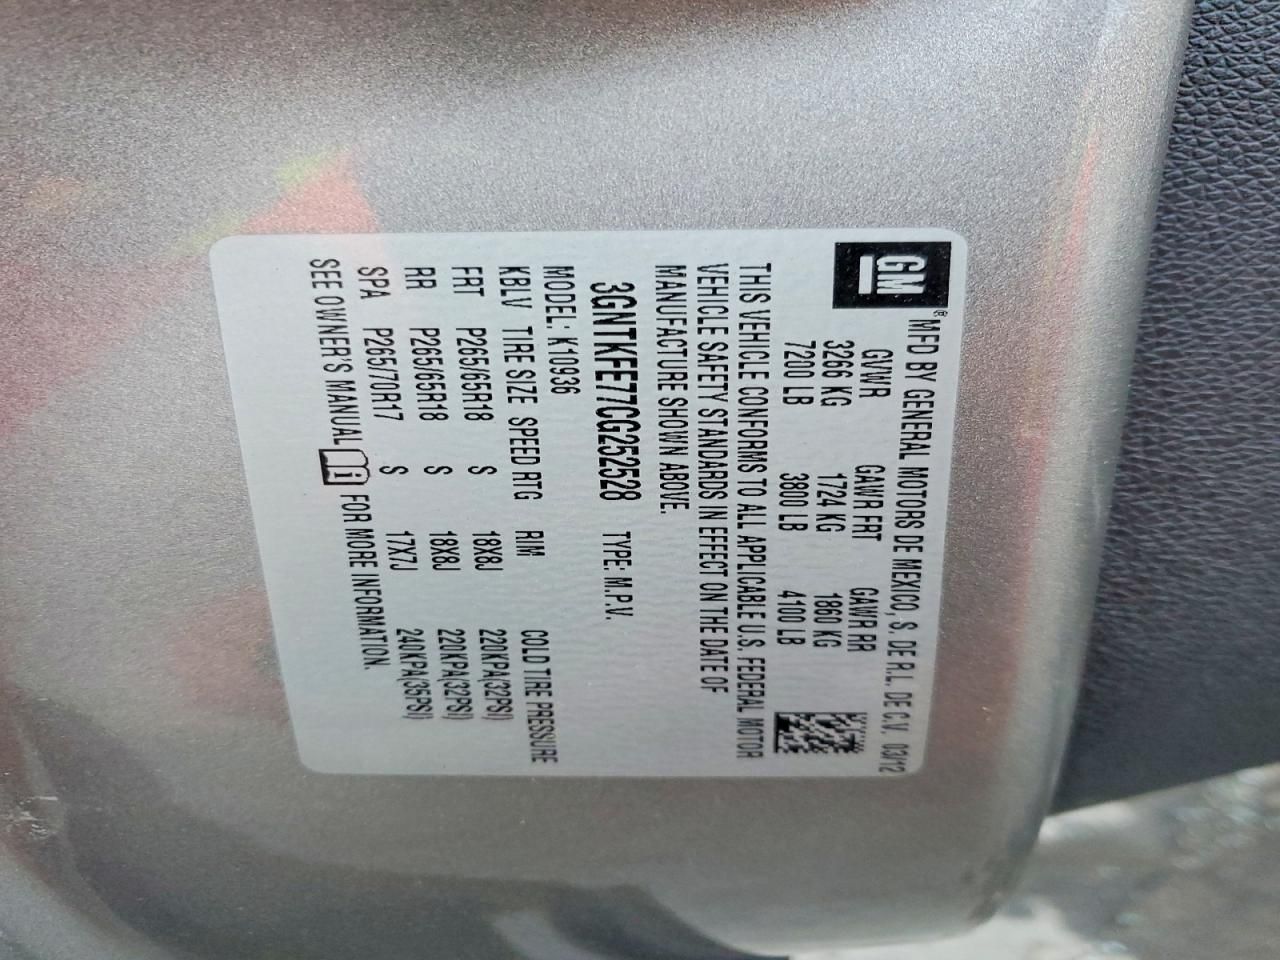 GM
®MFD BY GENERAL MOTORS DE MEXICO, S. DE R.L. DE C.V. 03/12
GVWR GAWR FRT GAWR RR
3266 KG 1724 KG 1860 KG
7200 LB 3800 LB 4100 LB
THIS VEHICLE CONFORMS TO ALL APPLICABLE U.S. FEDERAL MOTOR
VEHICLE SAFETY STANDARDS IN EFFECT ON THE DATE OF
MANUFACTURE SHOWN ABOVE.
3GNTKFE77CG252528 TYPE: M.P.V.
MODEL: K10936
KBLV TIRE SIZE SPEED RTG RIM COLD TIRE PRESSURE
FRT P265/65R18 S 18X8J 220KPA(32PSI)
RR P265/65R18 S 18X8J 220KPA(32PSI)
SPA P265/70R17 S 17X7J 240KPA(35PSI)
SEE OWNER'S MANUAL i FOR MORE INFORMATION.